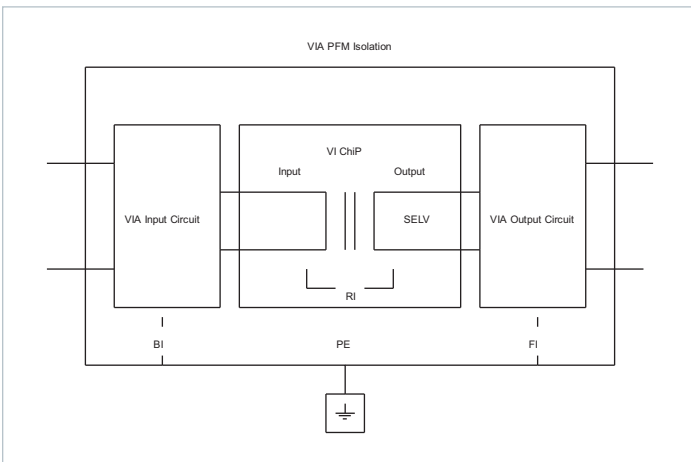 VIA PFM Isolation
VI ChiP
Input Output
VIA Input Circuit SELV VIA Output Circuit
RI
BI PE FI